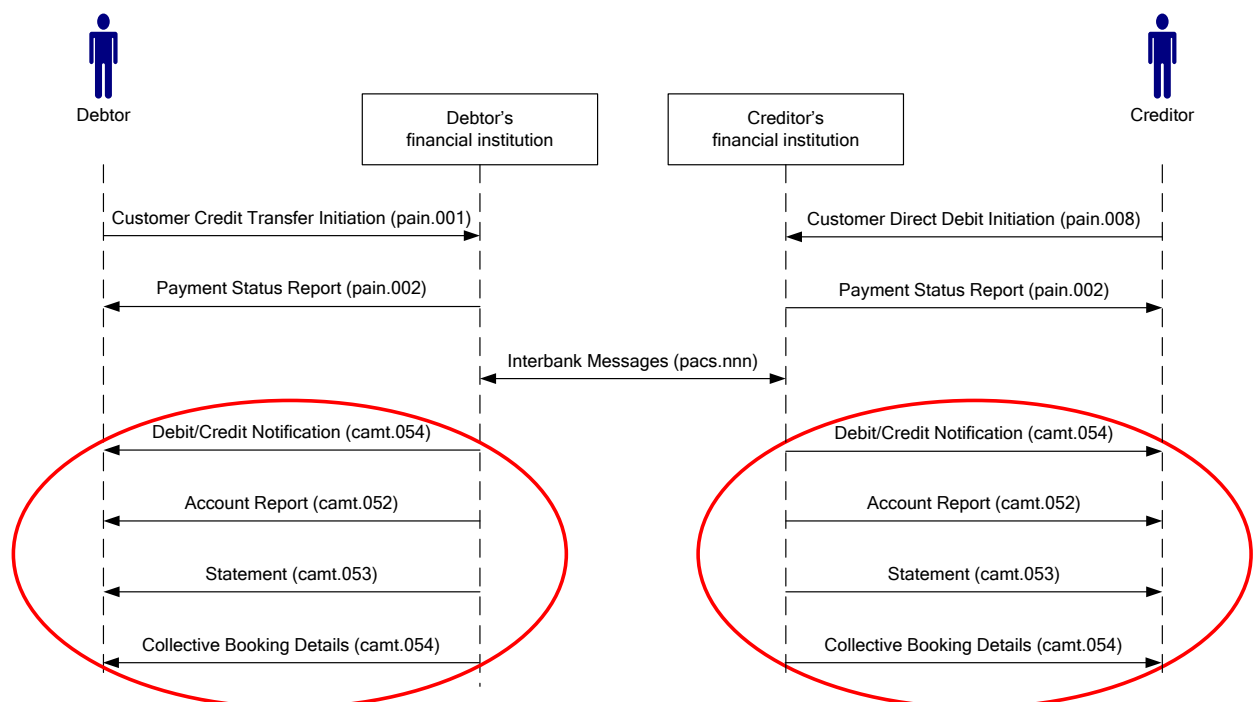 Debtor
Debtor's
financial institution
Creditor's
financial institution
Creditor
Customer Credit Transfer Initiation (pain.001)
Customer Direct Debit Initiation (pain.008)
Payment Status Report (pain.002)
Payment Status Report (pain.002)
Interbank Messages (pacs.nnn)
Debit/Credit Notification (camt.054)
Debit/Credit Notification (camt.054)
Account Report (camt.052)
Account Report (camt.052)
Statement (camt.053)
Statement (camt.053)
Collective Booking Details (camt.054)
Collective Booking Details (camt.054)